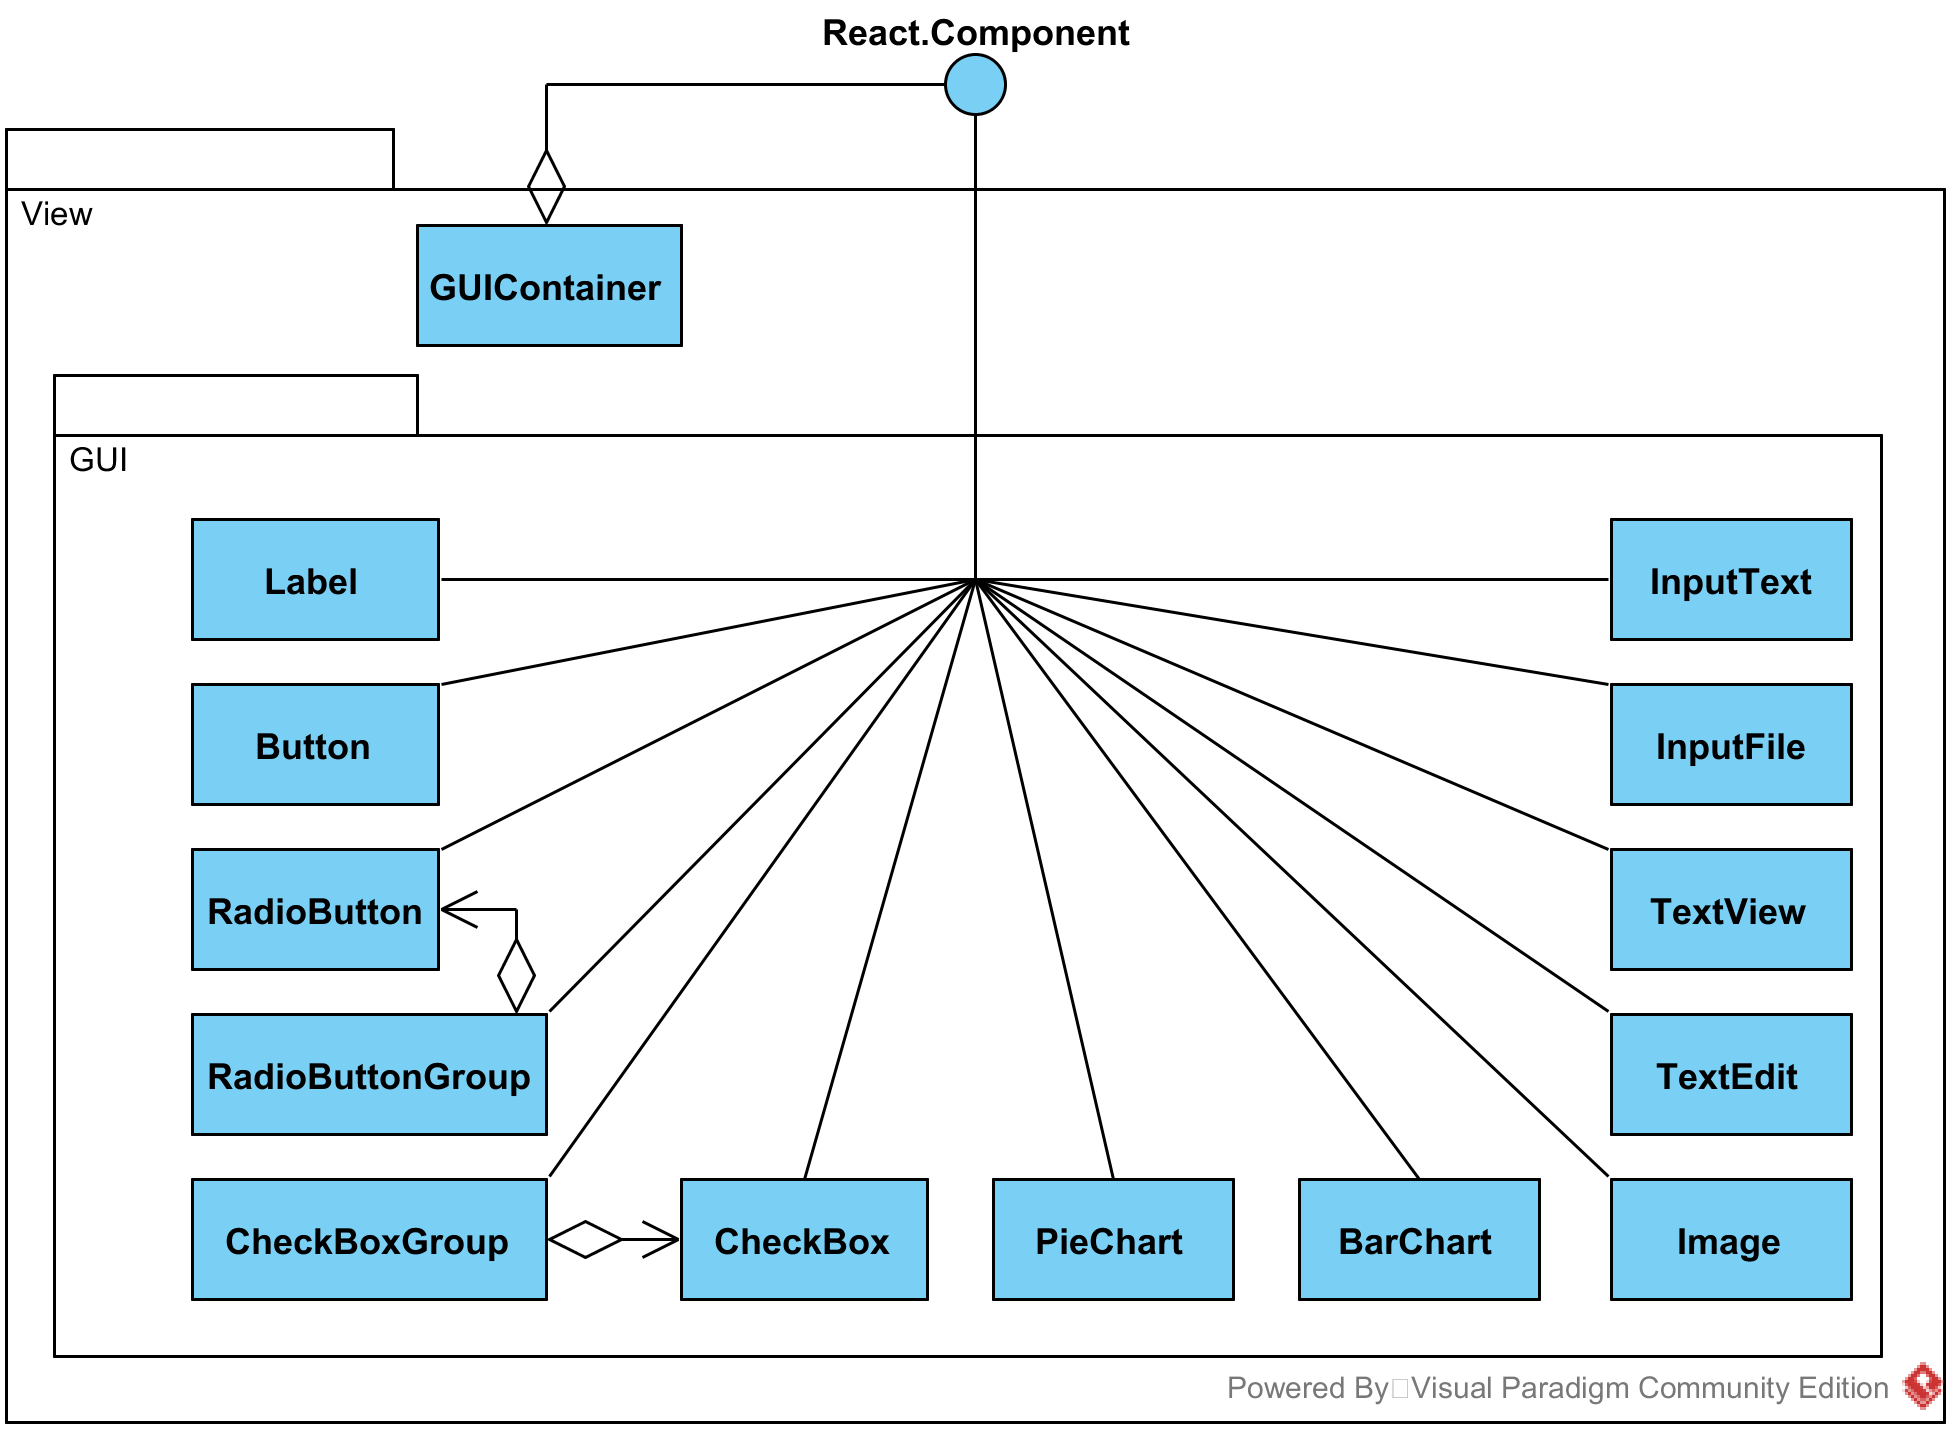 React.Component
View
GUIContainer
GUI
Label
InputText
Button
InputFile
RadioButton
TextView
RadioButtonGroup
TextEdit
CheckBoxGroup
CheckBox
PieChart
BarChart
Image
Powered By Visual Paradigm Community Edition